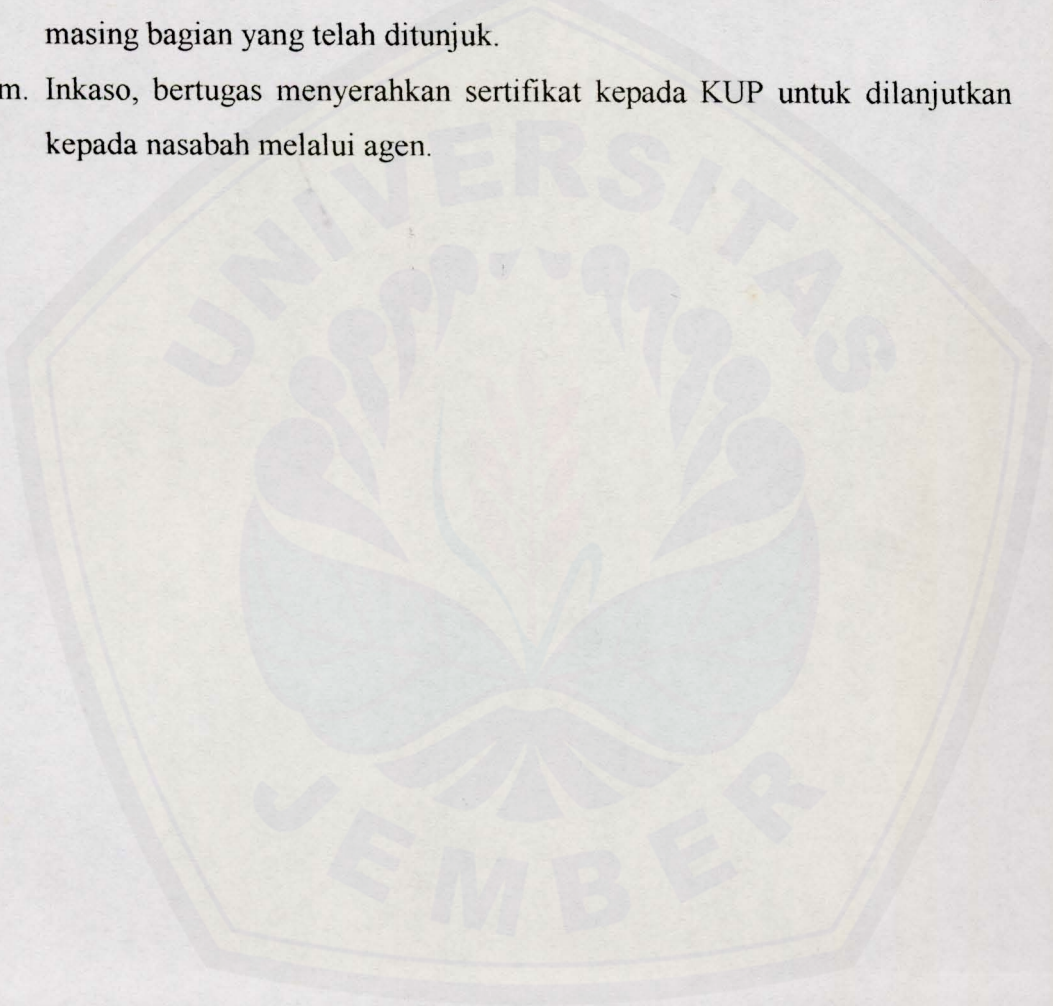 masing bagian yang telah ditunjuk.
m. Inkaso, bertugas menyerahkan sertifikat kepada KUP untuk dilanjutkan
kepada nasabah melalui agen.
UNIVERSITAS
JEMBER